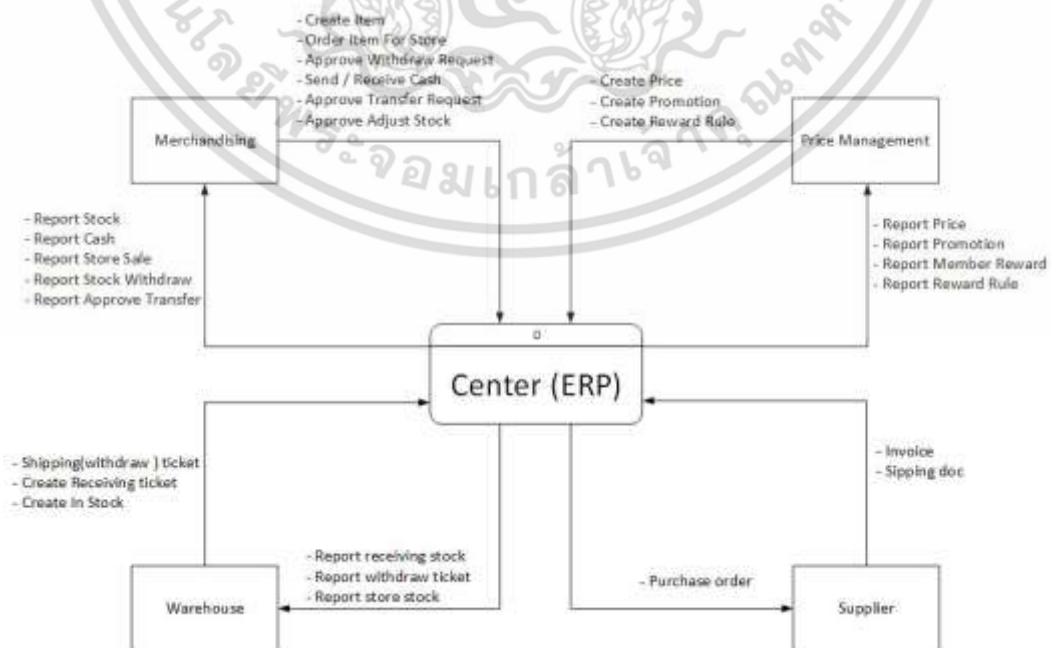 - Create Item
- Order Item For Store
- Approve Withdraw Request
- Send / Receive Cash
- Approve Transfer Request
- Approve Adjust Stock
- Create Price
- Create Promotion
- Create Reward Rule
Merchandising
Price Management
- Report Stock
- Report Cash
- Report Store Sale
- Report Stock Withdraw
- Report Approve Transfer
- Report Price
- Report Promotion
- Report Member Reward
- Report Reward Rule
0
Center (ERP)
- Shipping(withdraw ) ticket
- Create Receiving ticket
- Create In Stock
- Invoice
- Sipping doc
- Report receiving stock
- Report withdraw ticket
- Report store stock
- Purchase order
Warehouse
Supplier